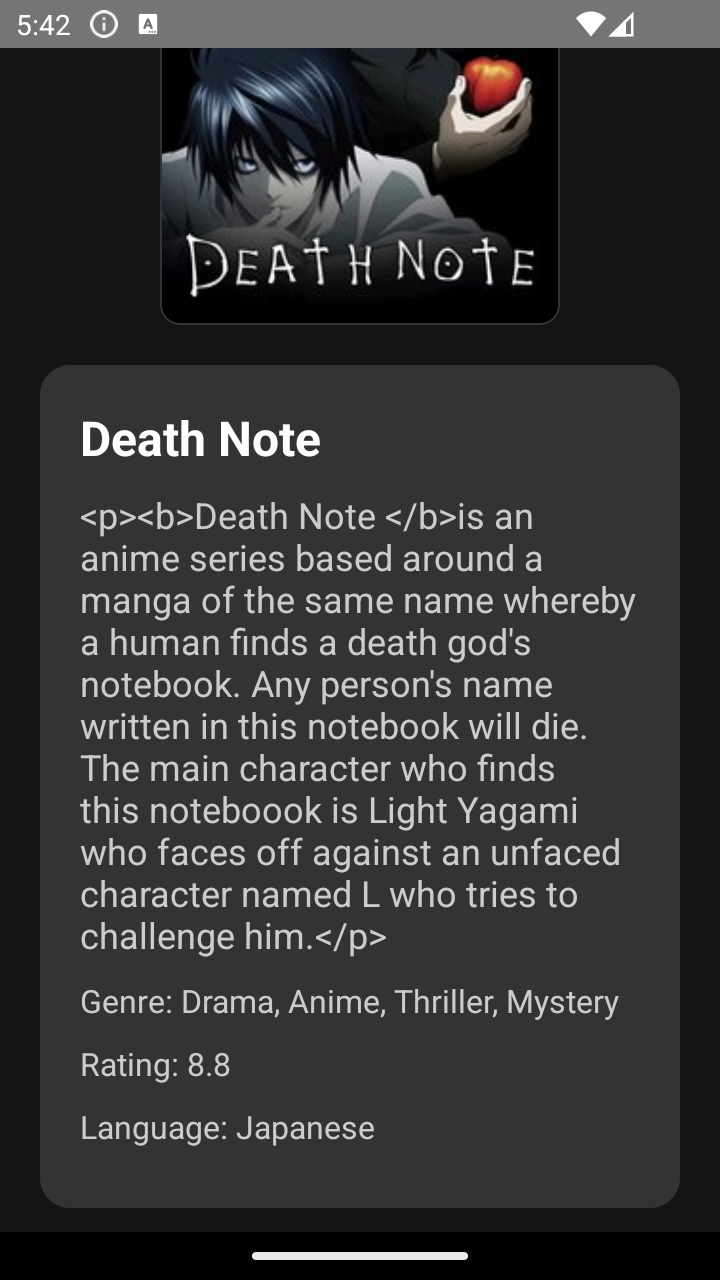 5:42
A
DEATH NOTE
Death Note
<p><b>Death Note </b>is an
anime series based around a
manga of the same name whereby
a human finds a death god's
notebook. Any person's name
written in this notebook will die.
The main character who finds
this noteboook is Light Yagami
who faces off against an unfaced
character named L who tries to
challenge him.</p>
Genre: Drama, Anime, Thriller, Mystery
Rating: 8.8
Language: Japanese